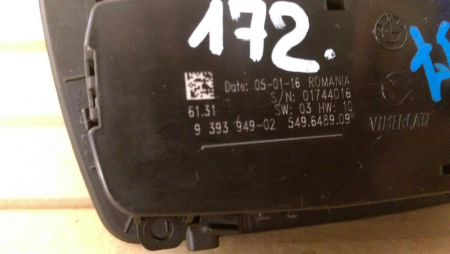 172.
Date: 05-01-16 ROMANIA
S/N: 01744016
61.31 SW: 03 HW: 10
9 393 949-02 549.6489.09
VIMERCATI